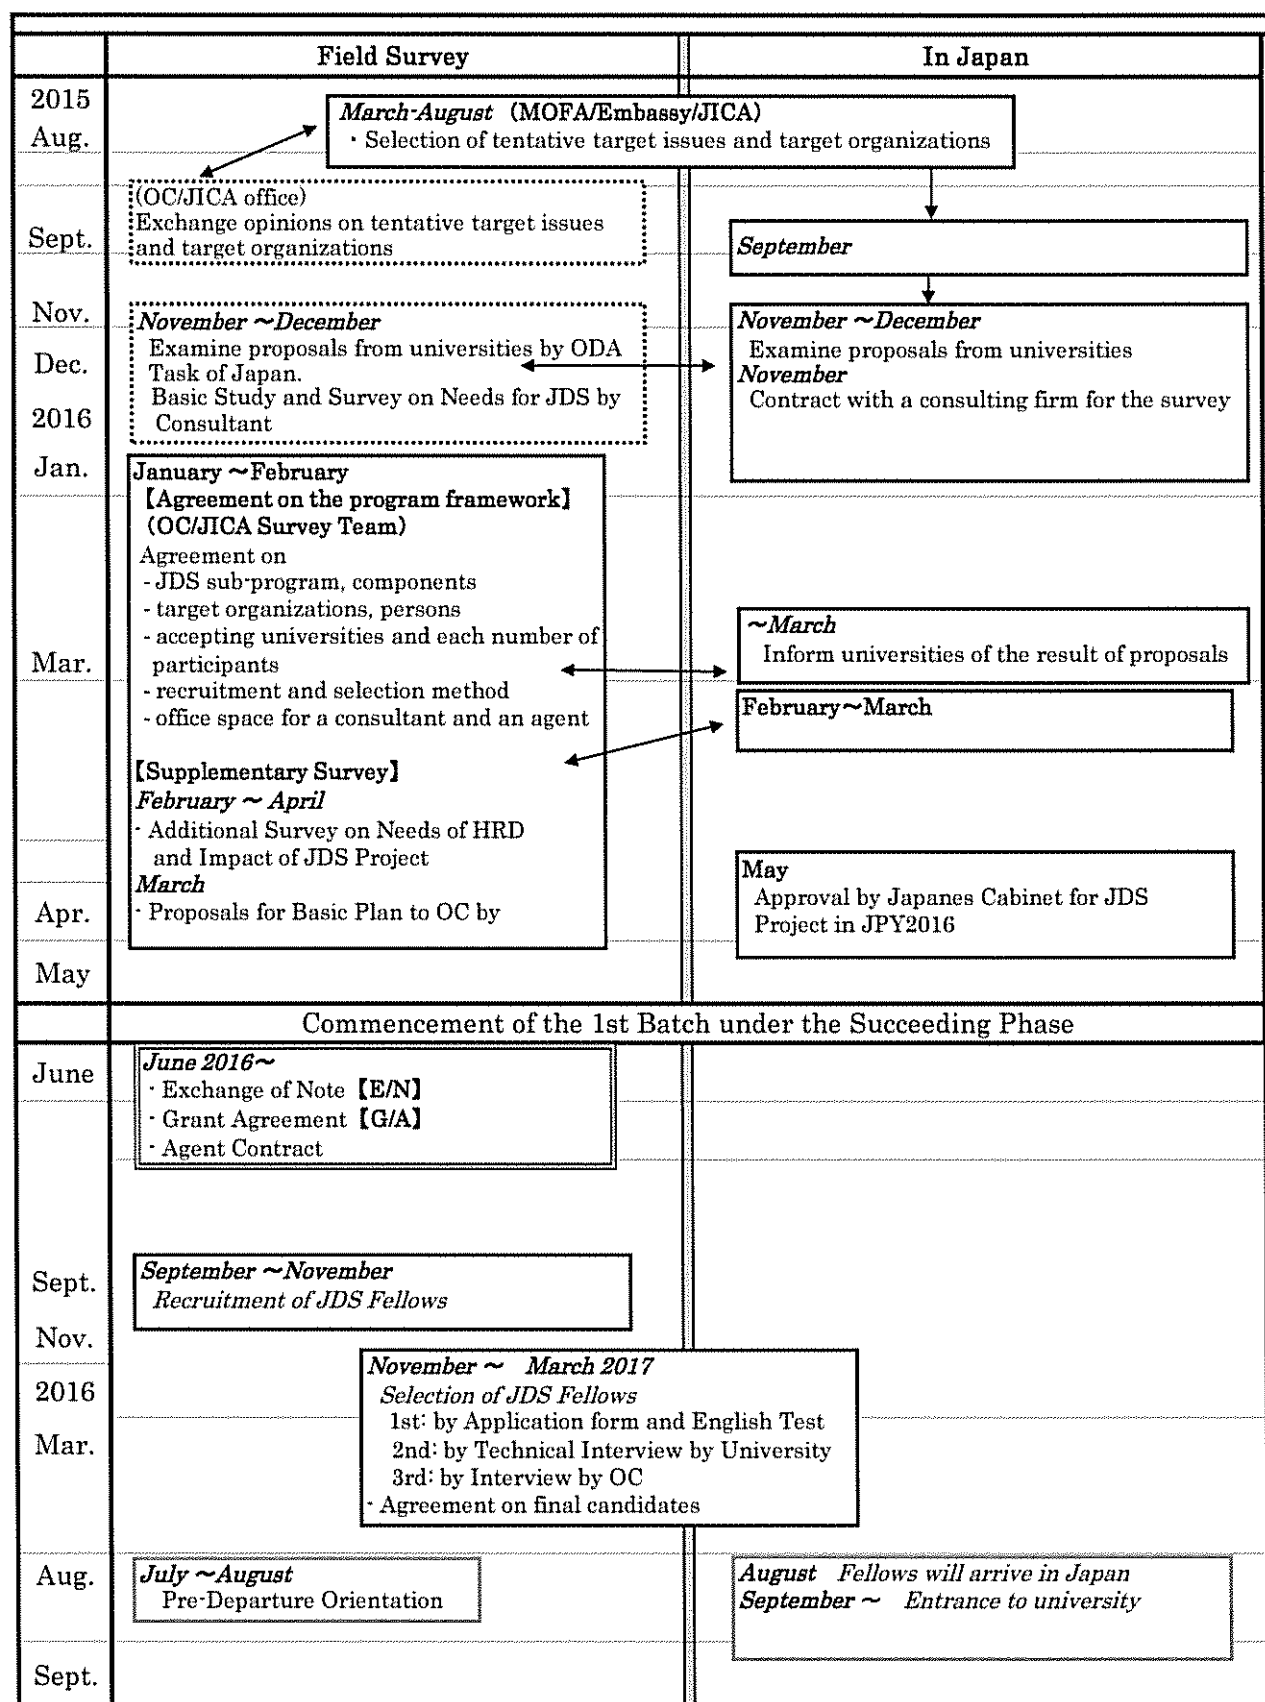 Field Survey
In Japan
2015
Aug.
March-August (MOFA/Embassy/JICA)
・Selection of tentative target issues and target organizations
(OC/JICA office)
Exchange opinions on tentative target issues
and target organizations
Sept.
September
Nov.
Dec.
2016
Jan.
November ～December
Examine proposals from universities by ODA
Task of Japan.
Basic Study and Survey on Needs for JDS by
Consultant
November ～December
Examine proposals from universities
November
Contract with a consulting firm for the survey
January ～February
【Agreement on the program framework】
(OC/JICA Survey Team)
Agreement on
- JDS sub-program, components
- target organizations, persons
- accepting universities and each number of
participants
- recruitment and selection method
- office space for a consultant and an agent
Mar.
～March
Inform universities of the result of proposals
February～March
【Supplementary Survey】
February ～ April
・Additional Survey on Needs of HRD
and Impact of JDS Project
March
・Proposals for Basic Plan to OC by
Apr.
May
May
Approval by Japanes Cabinet for JDS
Project in JPY2016
Commencement of the 1st Batch under the Succeeding Phase
June
June 2016～
・Exchange of Note【E/N】
・Grant Agreement【G/A】
・Agent Contract
Sept.
Nov.
September ～November
Recruitment of JDS Fellows
2016
Mar.
November ～ March 2017
Selection of JDS Fellows
1st: by Application form and English Test
2nd: by Technical Interview by University
3rd: by Interview by OC
・Agreement on final candidates
Aug.
July ～August
Pre-Departure Orientation
August Fellows will arrive in Japan
September ～ Entrance to university
Sept.